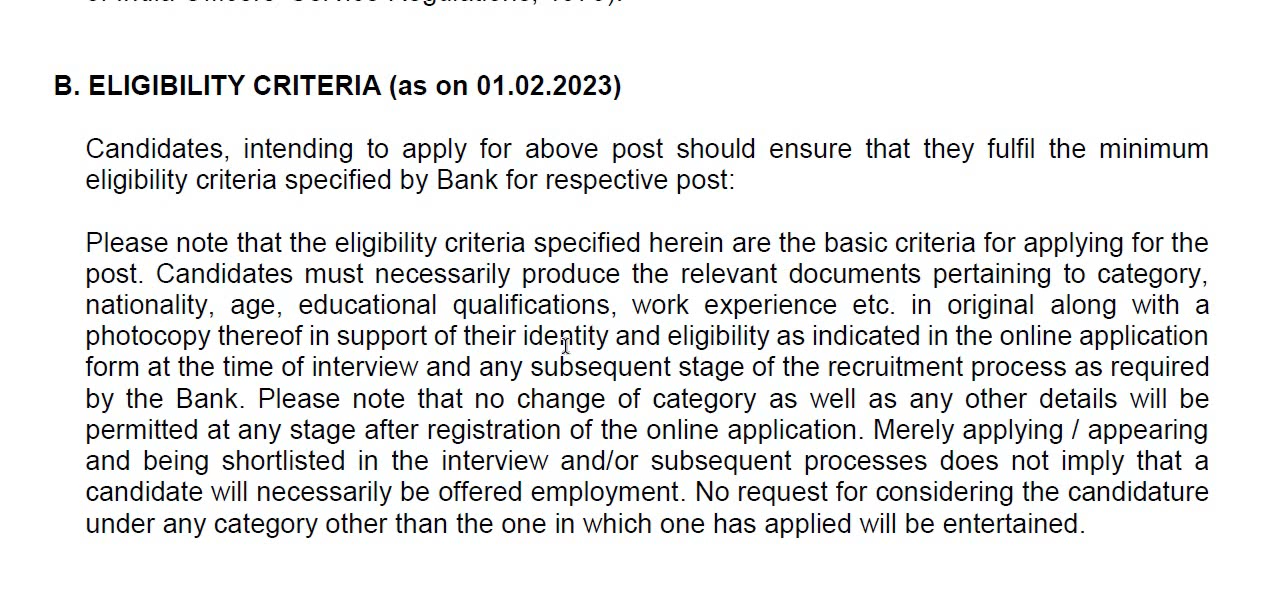 of India Officers' Service Regulations, 1979).
B. ELIGIBILITY CRITERIA (as on 01.02.2023)
Candidates, intending to apply for above post should ensure that they fulfil the minimum
eligibility criteria specified by Bank for respective post:
Please note that the eligibility criteria specified herein are the basic criteria for applying for the
post. Candidates must necessarily produce the relevant documents pertaining to category,
nationality, age, educational qualifications, work experience etc. in original along with a
photocopy thereof in support of their identity and eligibility as indicated in the online application
form at the time of interview and any subsequent stage of the recruitment process as required
by the Bank. Please note that no change of category as well as any other details will be
permitted at any stage after registration of the online application. Merely applying / appearing
and being shortlisted in the interview and/or subsequent processes does not imply that a
candidate will necessarily be offered employment. No request for considering the candidature
under any category other than the one in which one has applied will be entertained.